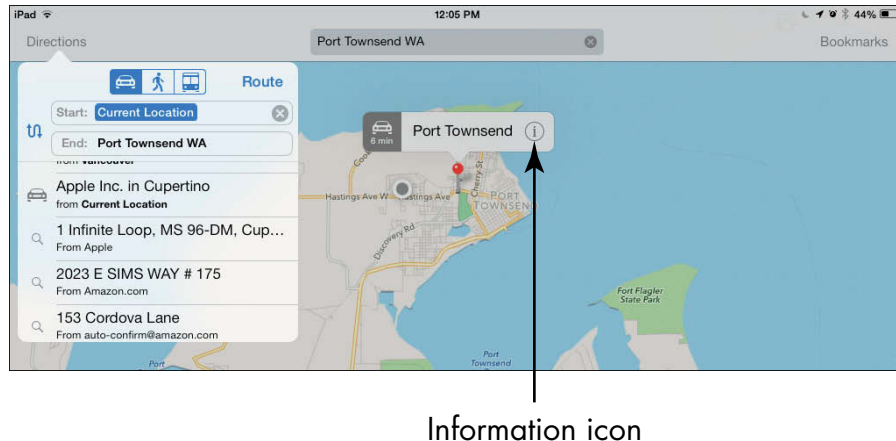 iPad 12:05 PM 44%
Directions Port Townsend WA Bookmarks
Route
Start: Current Location
End: Port Townsend WA
from Vancouver
Apple Inc. in Cupertino
from Current Location
1 Infinite Loop, MS 96-DM, Cup...
From Apple
2023 E SIMS WAY # 175
From Amazon.com
153 Cordova Lane
From auto-confirm@amazon.com
6 min Port Townsend i
Cook
Cherry St
Hastings Ave W Hastings Ave
PORT
TOWNSEND
Discovery Rd
Fort Flagler
State Park
Port
Townsend
Port
Information icon